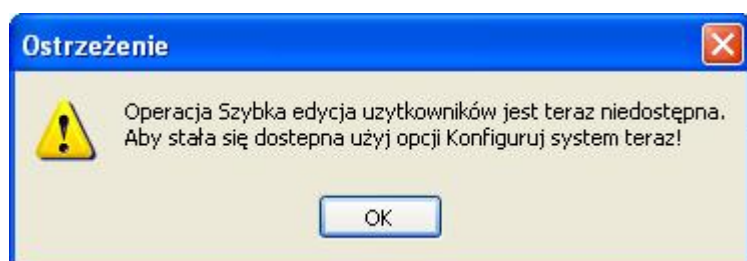 Ostrzeżenie
Operacja Szybka edycja uzytkowników jest teraz niedostępna.
Aby stała się dostepna użyj opcji Konfiguruj system teraz!
OK